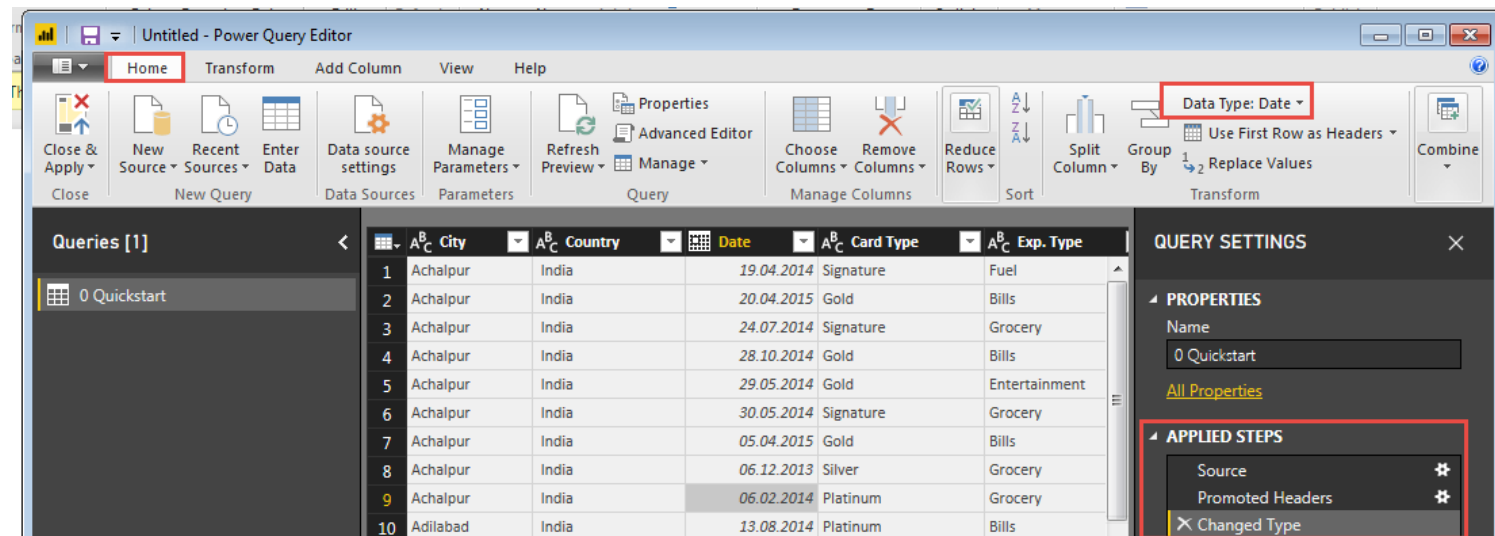 Untitled - Power Query Editor
Home Transform Add Column View Help
Close & Apply
New Source
Recent Sources
Enter Data
Data source settings
Manage Parameters
Refresh Preview
Properties
Advanced Editor
Manage
Choose Columns
Remove Columns
Reduce Rows
Split Column
Group By
Data Type: Date
Use First Row as Headers
Replace Values
Combine
Close New Query Data Sources Parameters Query Manage Columns Sort Transform
Queries [1]
0 Quickstart
ABC City ABC Country Date ABC Card Type ABC Exp. Type
1 Achalpur India 19.04.2014 Signature Fuel
2 Achalpur India 20.04.2015 Gold Bills
3 Achalpur India 24.07.2014 Signature Grocery
4 Achalpur India 28.10.2014 Gold Bills
5 Achalpur India 29.05.2014 Gold Entertainment
6 Achalpur India 30.05.2014 Signature Grocery
7 Achalpur India 05.04.2015 Gold Bills
8 Achalpur India 06.12.2013 Silver Grocery
9 Achalpur India 06.02.2014 Platinum Grocery
10 Adilabad India 13.08.2014 Platinum Bills
QUERY SETTINGS
PROPERTIES
Name
0 Quickstart
All Properties
APPLIED STEPS
Source
Promoted Headers
Changed Type